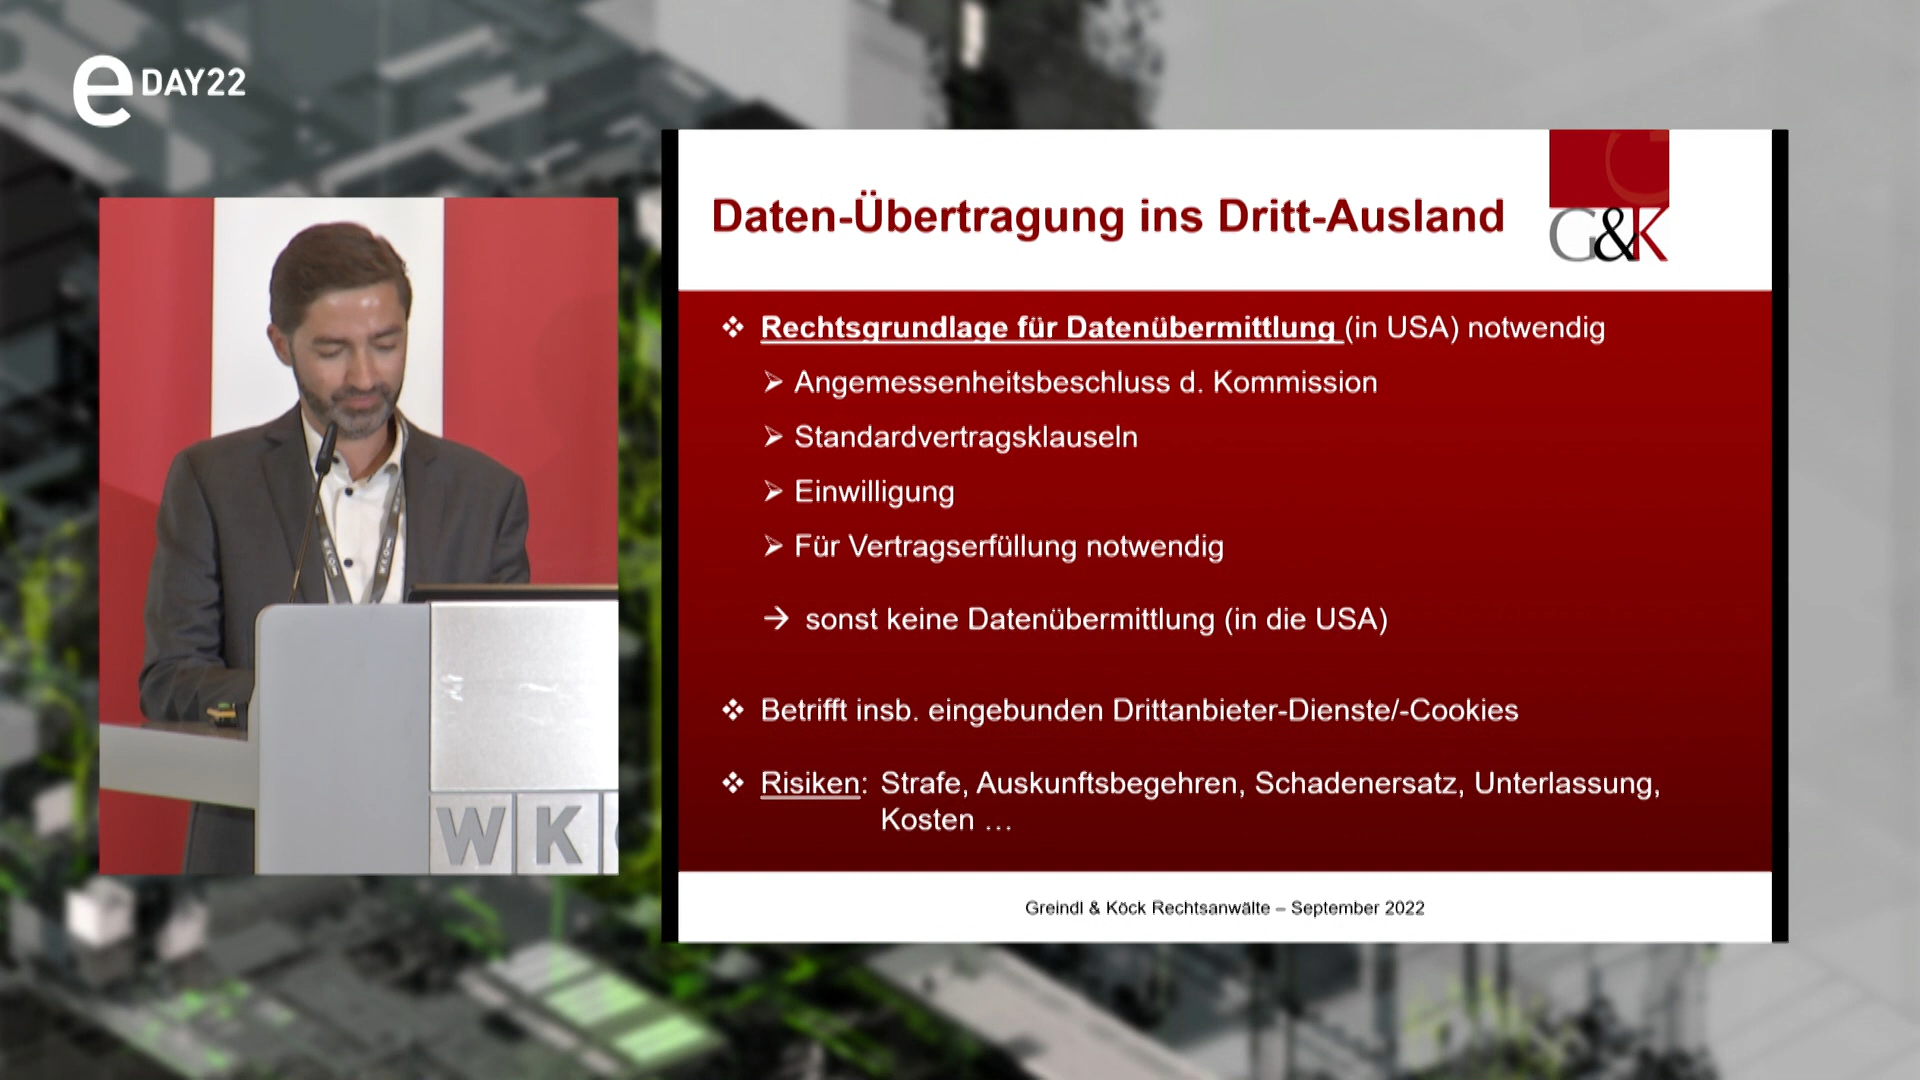 e DAY22
Daten-Übertragung ins Dritt-Ausland
G&K
❖ Rechtsgrundlage für Datenübermittlung (in USA) notwendig
➢ Angemessenheitsbeschluss d. Kommission
➢ Standardvertragsklauseln
➢ Einwilligung
➢ Für Vertragserfüllung notwendig
→ sonst keine Datenübermittlung (in die USA)
❖ Betrifft insb. eingebunden Drittanbieter-Dienste/-Cookies
❖ Risiken: Strafe, Auskunftsbegehren, Schadenersatz, Unterlassung,
Kosten …
Greindl & Köck Rechtsanwälte – September 2022
WK